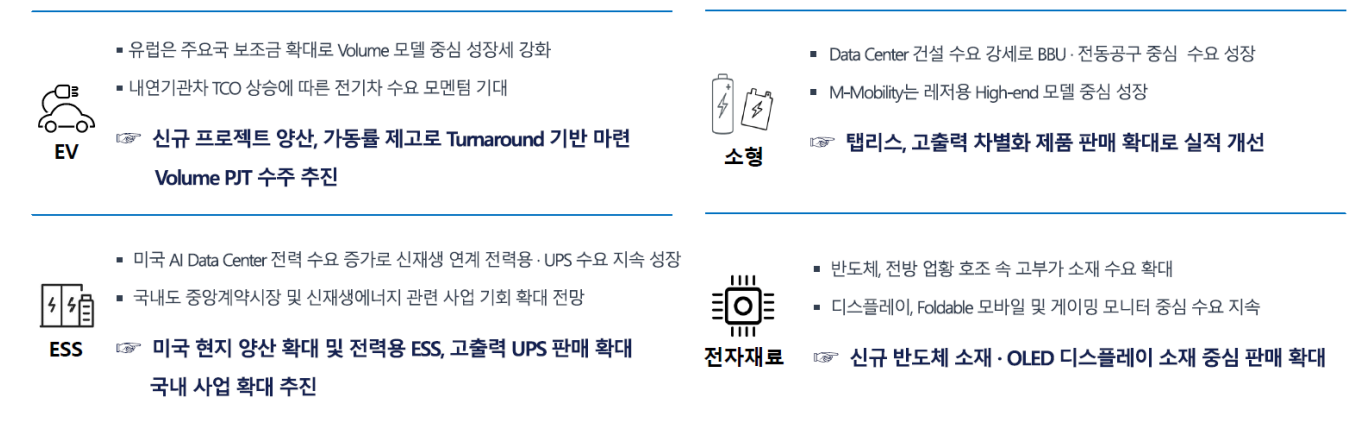 ▪ 유럽은 주요국 보조금 확대로 Volume 모델 중심 성장세 강화
▪ 내연기관차 TCO 상승에 따른 전기차 수요 모멘텀 기대
EV
☞ 신규 프로젝트 양산, 가동률 제고로 Turnaround 기반 마련
Volume PJT 수주 추진
▪ Data Center 건설 수요 강세로 BBU · 전동공구 중심 수요 성장
▪ M-Mobility는 레저용 High-end 모델 중심 성장
소형
☞ 탭리스, 고출력 차별화 제품 판매 확대로 실적 개선
▪ 미국 AI Data Center 전력 수요 증가로 신재생 연계 전력용 · UPS 수요 지속 성장
▪ 국내도 중앙계약시장 및 신재생에너지 관련 사업 기회 확대 전망
ESS
☞ 미국 현지 양산 확대 및 전력용 ESS, 고출력 UPS 판매 확대
국내 사업 확대 추진
▪ 반도체, 전방 업황 호조 속 고부가 소재 수요 확대
▪ 디스플레이, Foldable 모바일 및 게이밍 모니터 중심 수요 지속
전자재료
☞ 신규 반도체 소재 · OLED 디스플레이 소재 중심 판매 확대